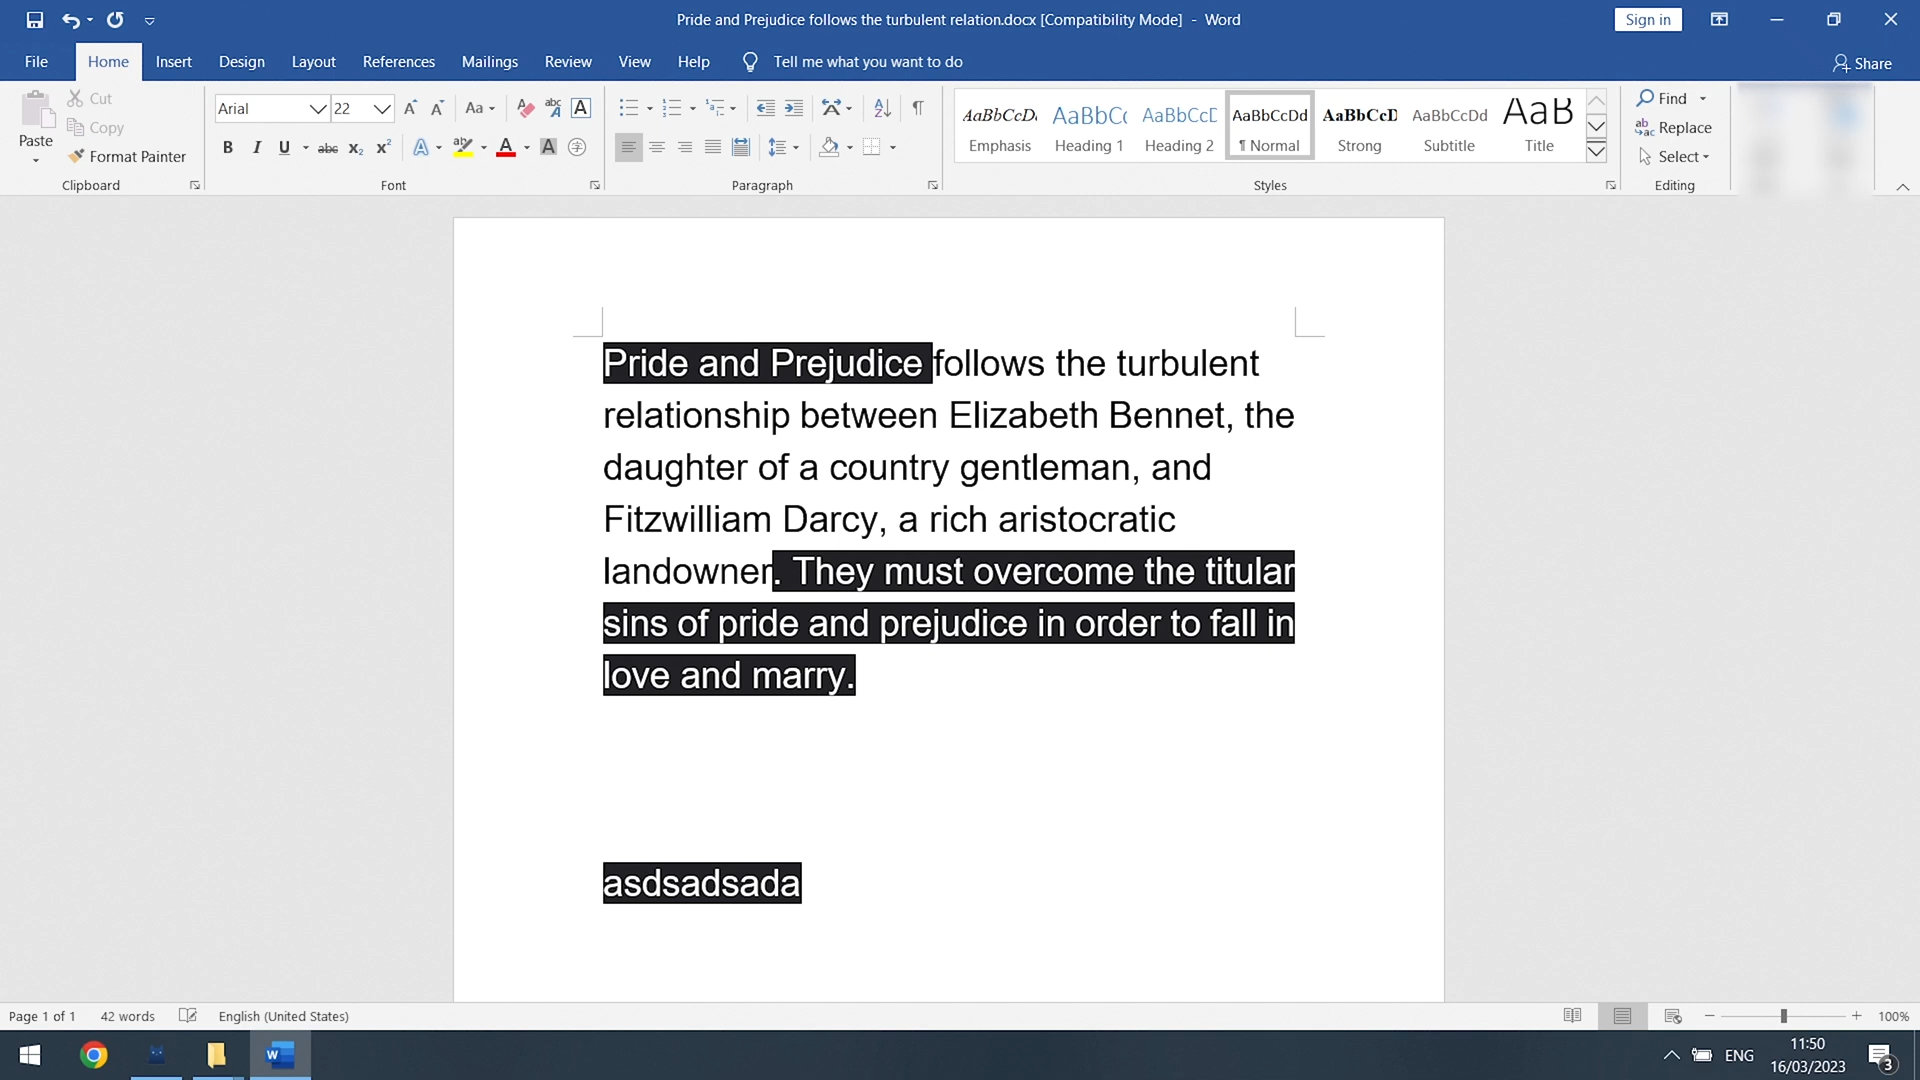 Pride and Prejudice follows the turbulent relation.docx [Compatibility Mode] - Word
Sign in
File Home Insert Design Layout References Mailings Review View Help Tell me what you want to do
Share
Paste
Cut
Copy
Format Painter
Clipboard
Arial 22
Aa
B I U abc x₂ x²
Font
Paragraph
AaBbCcDd Emphasis
AaBbCc Heading 1
AaBbCcD Heading 2
AaBbCcDd ¶ Normal
AaBbCcD Strong
AaBbCcDd Subtitle
AaB Title
Styles
Find
Replace
Select
Editing
Pride and Prejudice follows the turbulent
relationship between Elizabeth Bennet, the
daughter of a country gentleman, and
Fitzwilliam Darcy, a rich aristocratic
landowner. They must overcome the titular
sins of pride and prejudice in order to fall in
love and marry.
asdsadsada
Page 1 of 1 42 words English (United States)
100%
ENG
11:50
16/03/2023
3